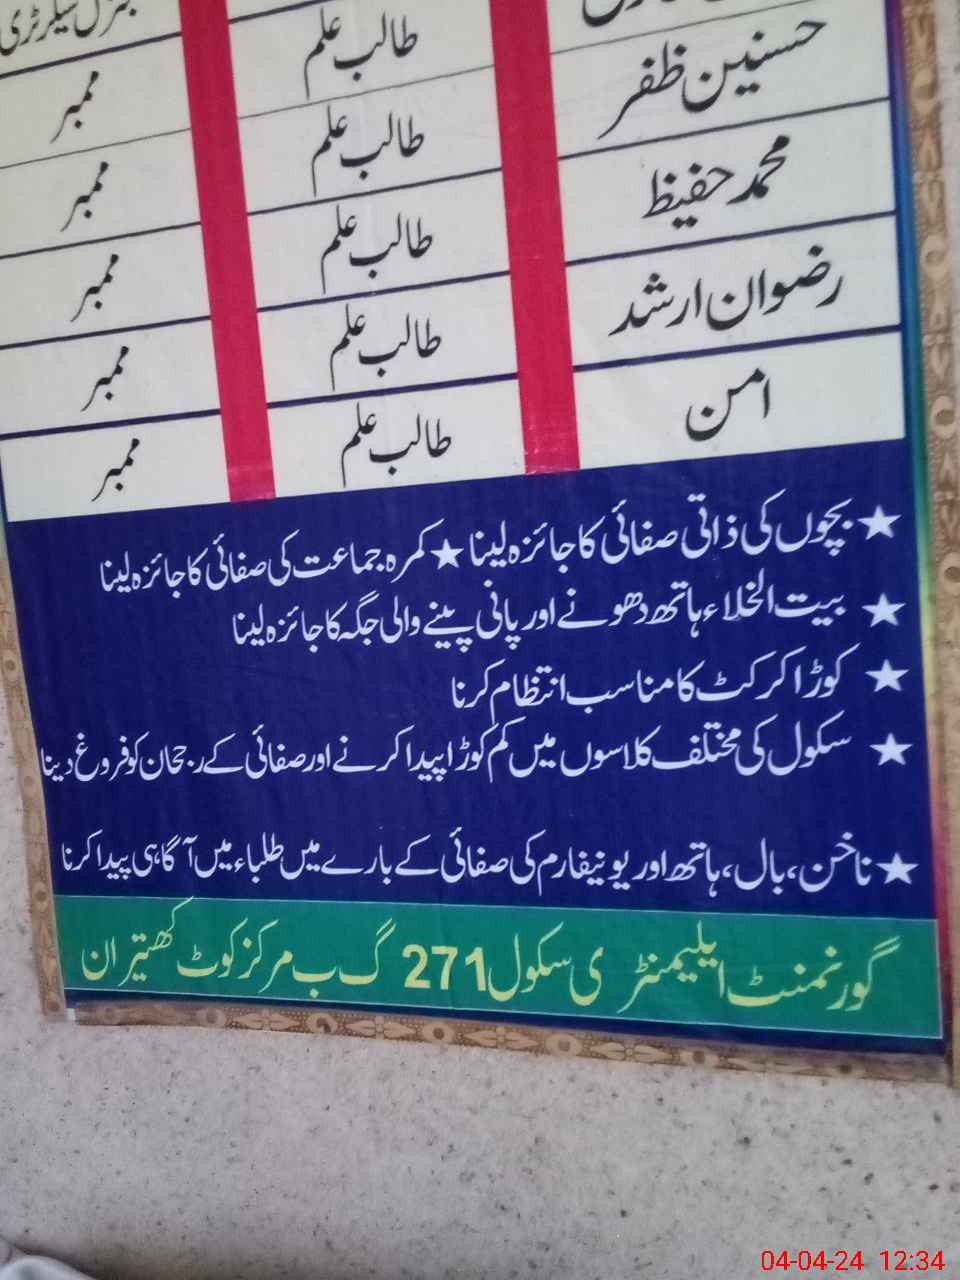 طالب علم جنرل سیکرٹری
حسنین ظفر طالب علم ممبر
محمد حفیظ طالب علم ممبر
رضوان ارشد طالب علم ممبر
امن طالب علم ممبر
طالب علم ممبر
★ بچوں کی ذاتی صفائی کا جائزہ لینا ★ کمرہ جماعت کی صفائی کا جائزہ لینا
★ بیت الخلاء ہاتھ دھونے اور پانی پینے والی جگہ کا جائزہ لینا
★ کوڑا کرکٹ کا مناسب انتظام کرنا
★ سکول کی مختلف کلاسوں میں کم کوڑا پیدا کرنے اور صفائی کے رجحان کو فروغ دینا
★ ناخن، بال، ہاتھ اور یونیفارم کی صفائی کے بارے میں طلباء میں آگاہی پیدا کرنا
گورنمنٹ ایلیمنٹری سکول 271 گ ب مرکز کوٹ کھتیران
04-04-24 12:34